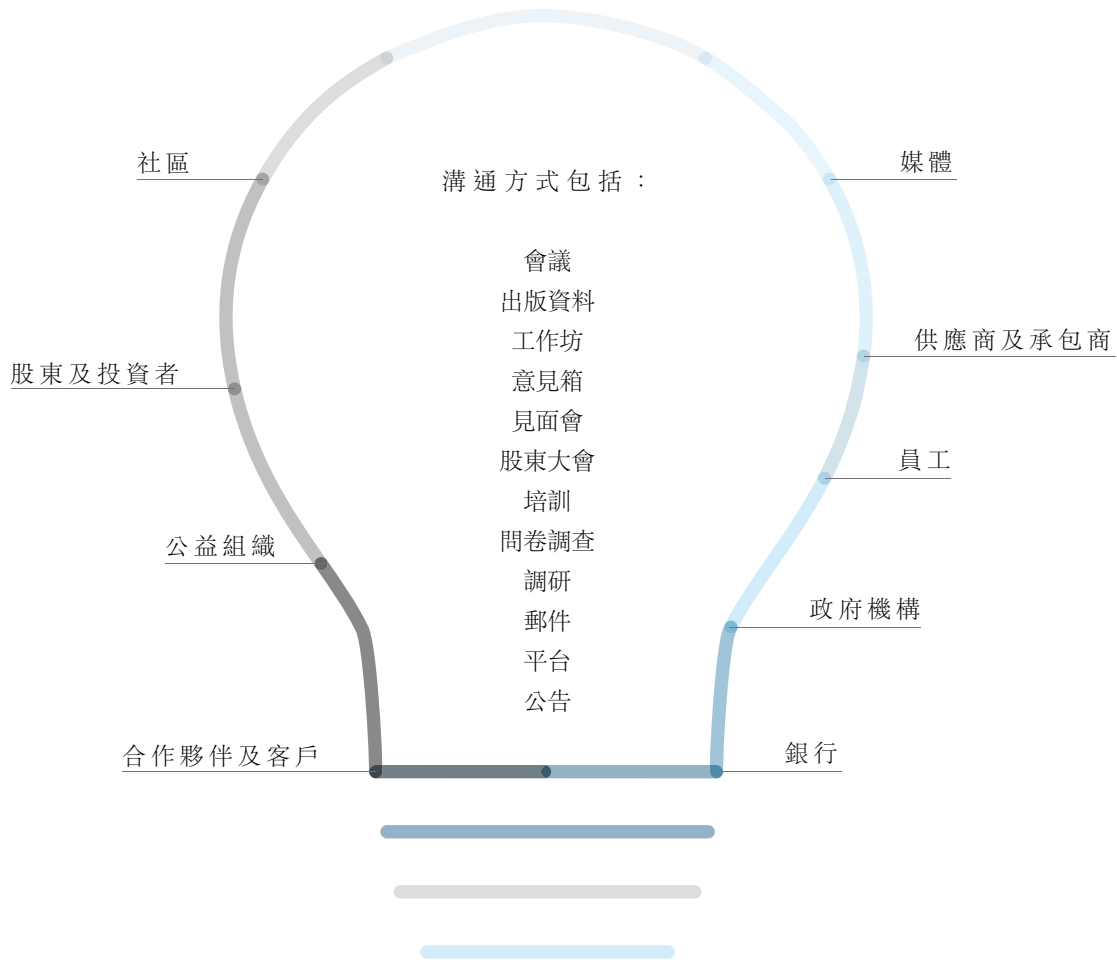 社區
股東及投資者
公益組織
合作夥伴及客戶
溝通方式包括：
會議
出版資料
工作坊
意見箱
見面會
股東大會
培訓
問卷調查
調研
郵件
平台
公告
媒體
供應商及承包商
員工
政府機構
銀行